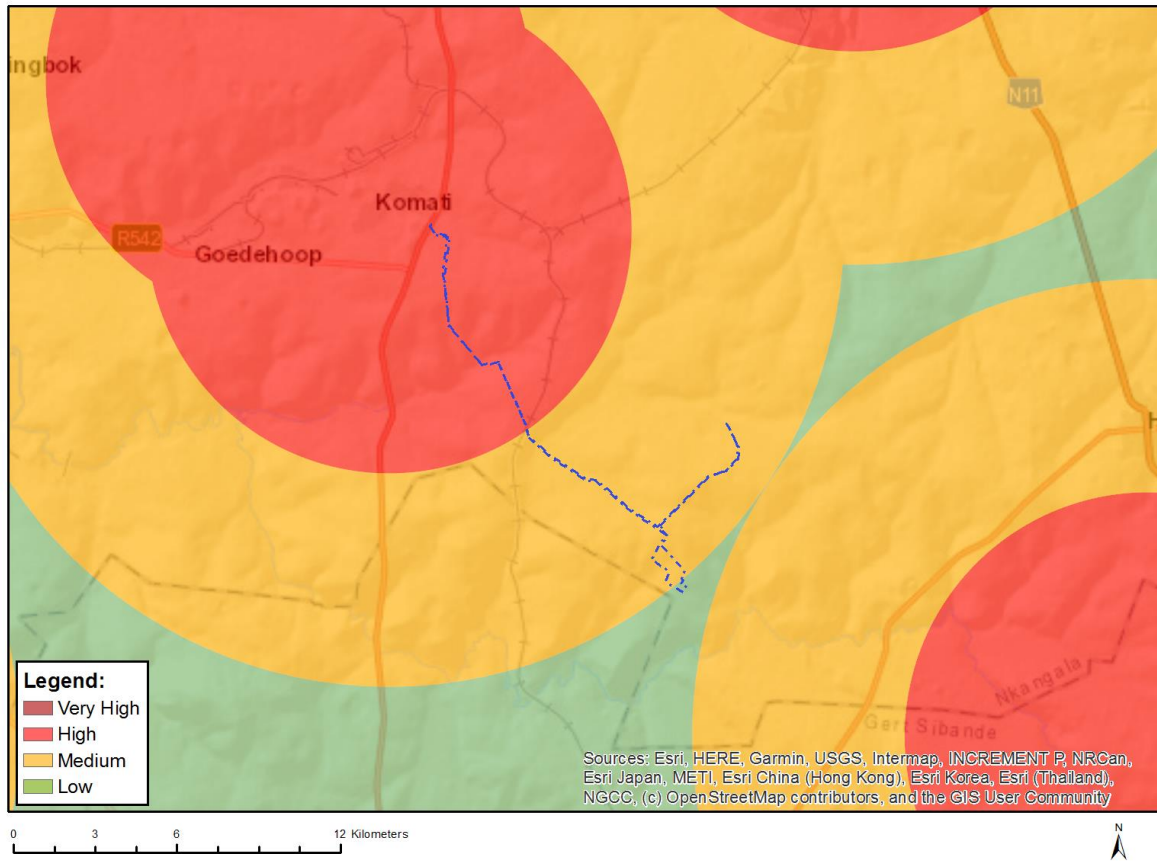 ingbok
N11
Komati
R542
Goedehoop
H
Nkangala
Gert Sibande
Legend:
Very High
High
Medium
Low
Sources: Esri, HERE, Garmin, USGS, Intermap, INCREMENT P, NRCan,
Esri Japan, METI, Esri China (Hong Kong), Esri Korea, Esri (Thailand),
NGCC, (c) OpenStreetMap contributors, and the GIS User Community
0 3 6 12 Kilometers
N